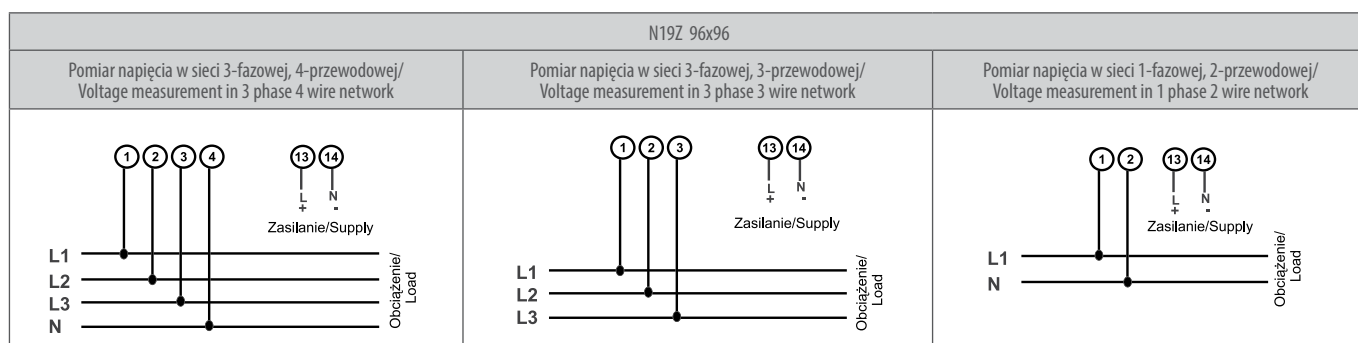 N19Z 96x96
Pomiar napięcia w sieci 3-fazowej, 4-przewodowej/
Voltage measurement in 3 phase 4 wire network
1 2 3 4 13 14
L N
+ -
Zasilanie/Supply
L1
L2
L3
N
Obciążenie/
Load
Pomiar napięcia w sieci 3-fazowej, 3-przewodowej/
Voltage measurement in 3 phase 3 wire network
1 2 3 13 14
L N
+ -
Zasilanie/Supply
L1
L2
L3
Obciążenie/
Load
Pomiar napięcia w sieci 1-fazowej, 2-przewodowej/
Voltage measurement in 1 phase 2 wire network
1 2 13 14
L N
+ -
Zasilanie/Supply
L1
N
Obciążenie/
Load